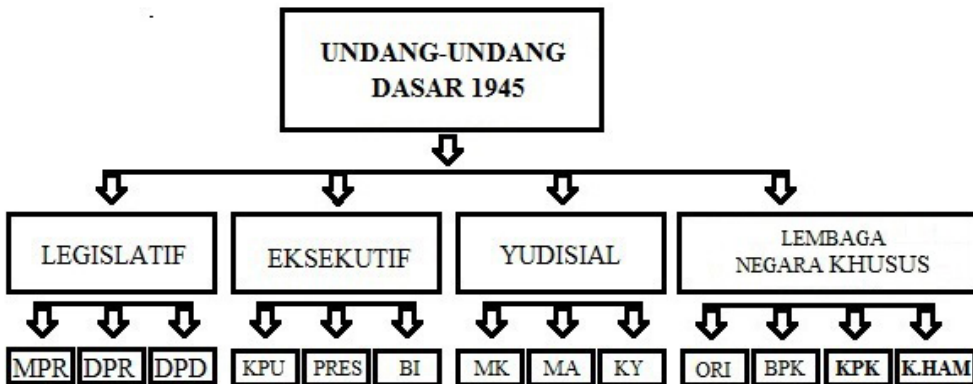 UNDANG-UNDANG
DASAR 1945
LEGISLATIF
EKSEKUTIF
YUDISIAL
LEMBAGA
NEGARA KHUSUS
MPR
DPR
DPD
KPU
PRES
BI
MK
MA
KY
ORI
BPK
KPK
K.HAM